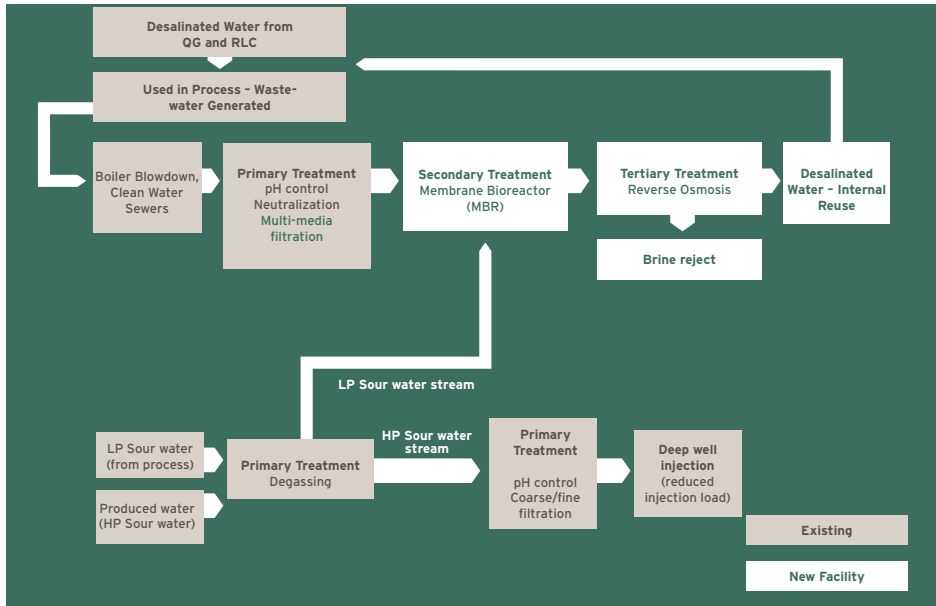 Desalinated Water from
QG and RLC
Used in Process – Waste-
water Generated
Boiler Blowdown,
Clean Water
Sewers
Primary Treatment
pH control
Neutralization
Multi-media
filtration
Secondary Treatment
Membrane Bioreactor
(MBR)
Tertiary Treatment
Reverse Osmosis
Desalinated
Water – Internal
Reuse
Brine reject
LP Sour water stream
LP Sour water
(from process)
Produced water
(HP Sour water)
Primary Treatment
Degassing
HP Sour water
stream
Primary
Treatment
pH control
Coarse/fine
filtration
Deep well
injection
(reduced
injection load)
Existing
New Facility